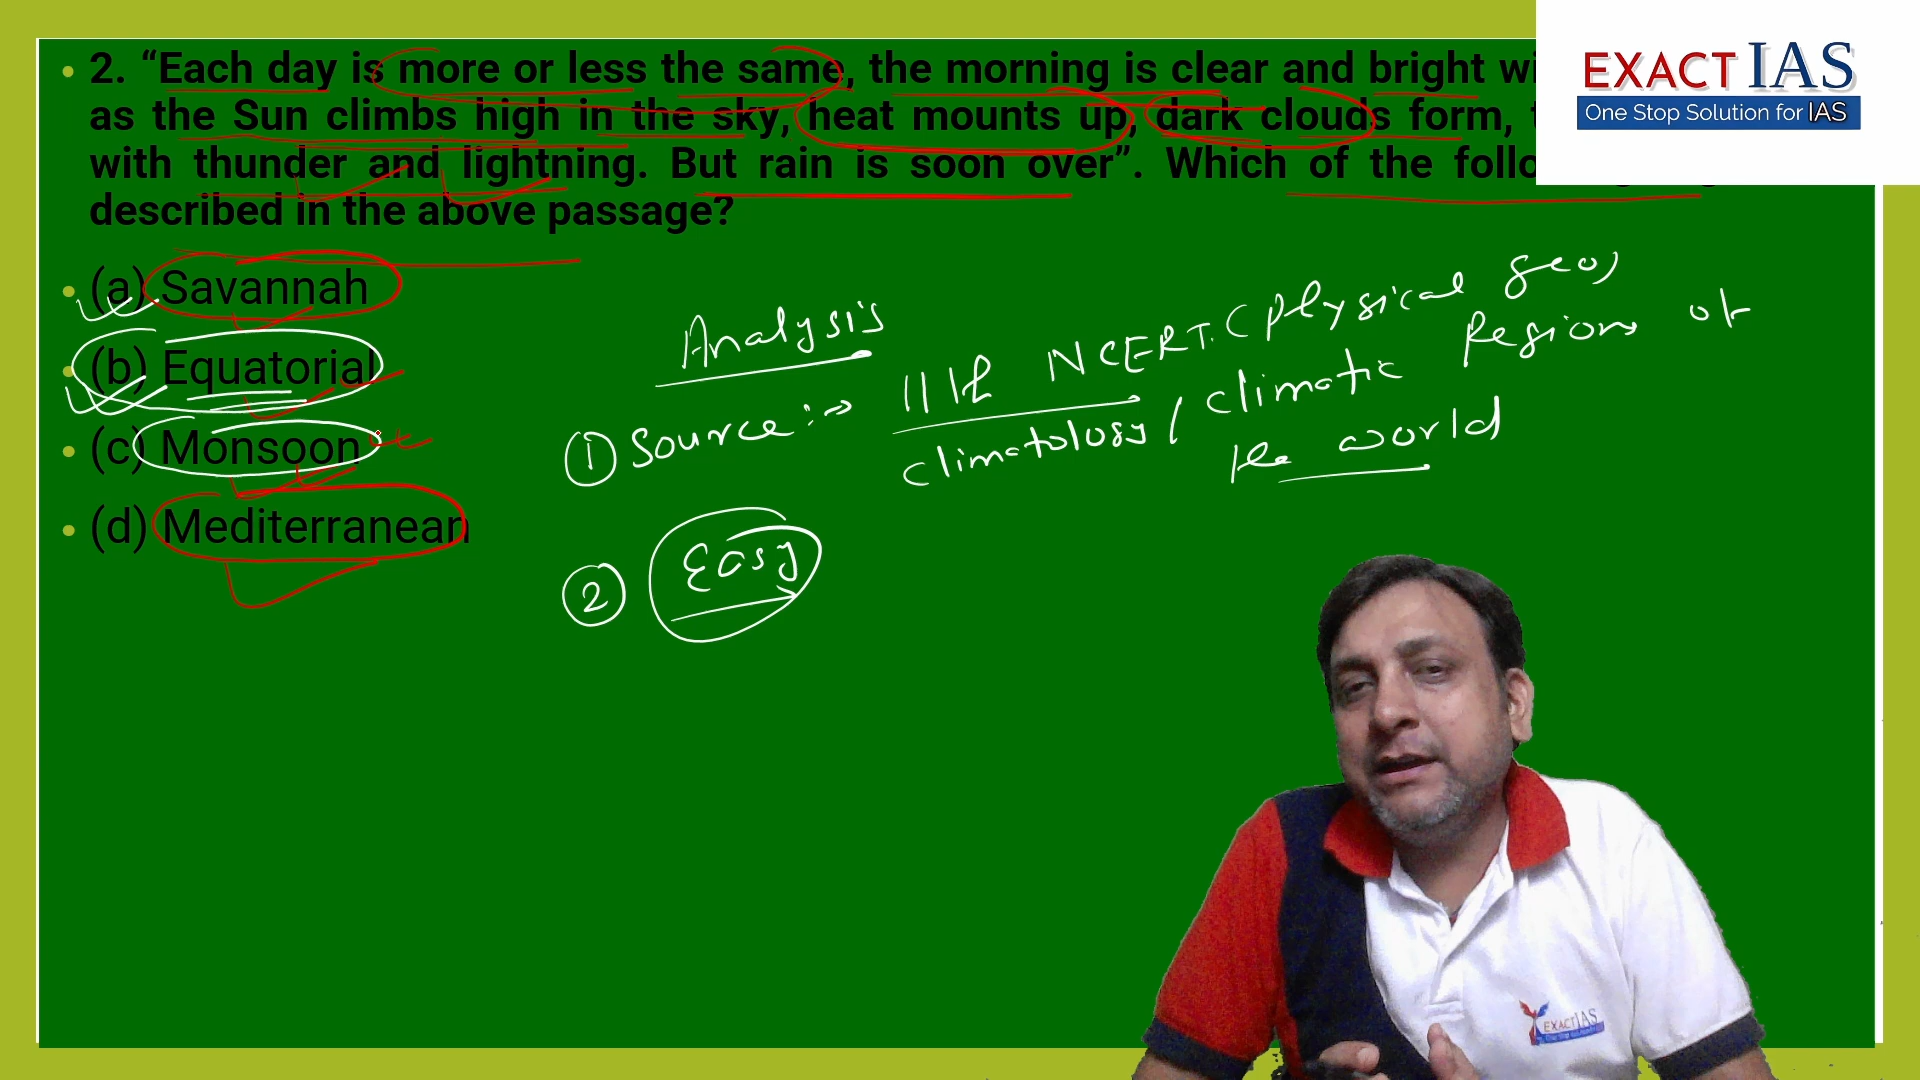 • 2. “Each day is more or less the same, the morning is clear and bright
as the Sun climbs high in the sky, heat mounts up, dark clouds form,
with thunder and lightning. But rain is soon over”. Which of the
described in the above passage?
• (a) Savannah
• (b) Equatorial
• (c) Monsoon
• (d) Mediterranean
EXACT IAS
One Stop Solution for IAS
Analysis
① Source:→ 11th NCERT (Physical geo)
climatology / climatic Regions of
the world
② Easy
EXACT IAS